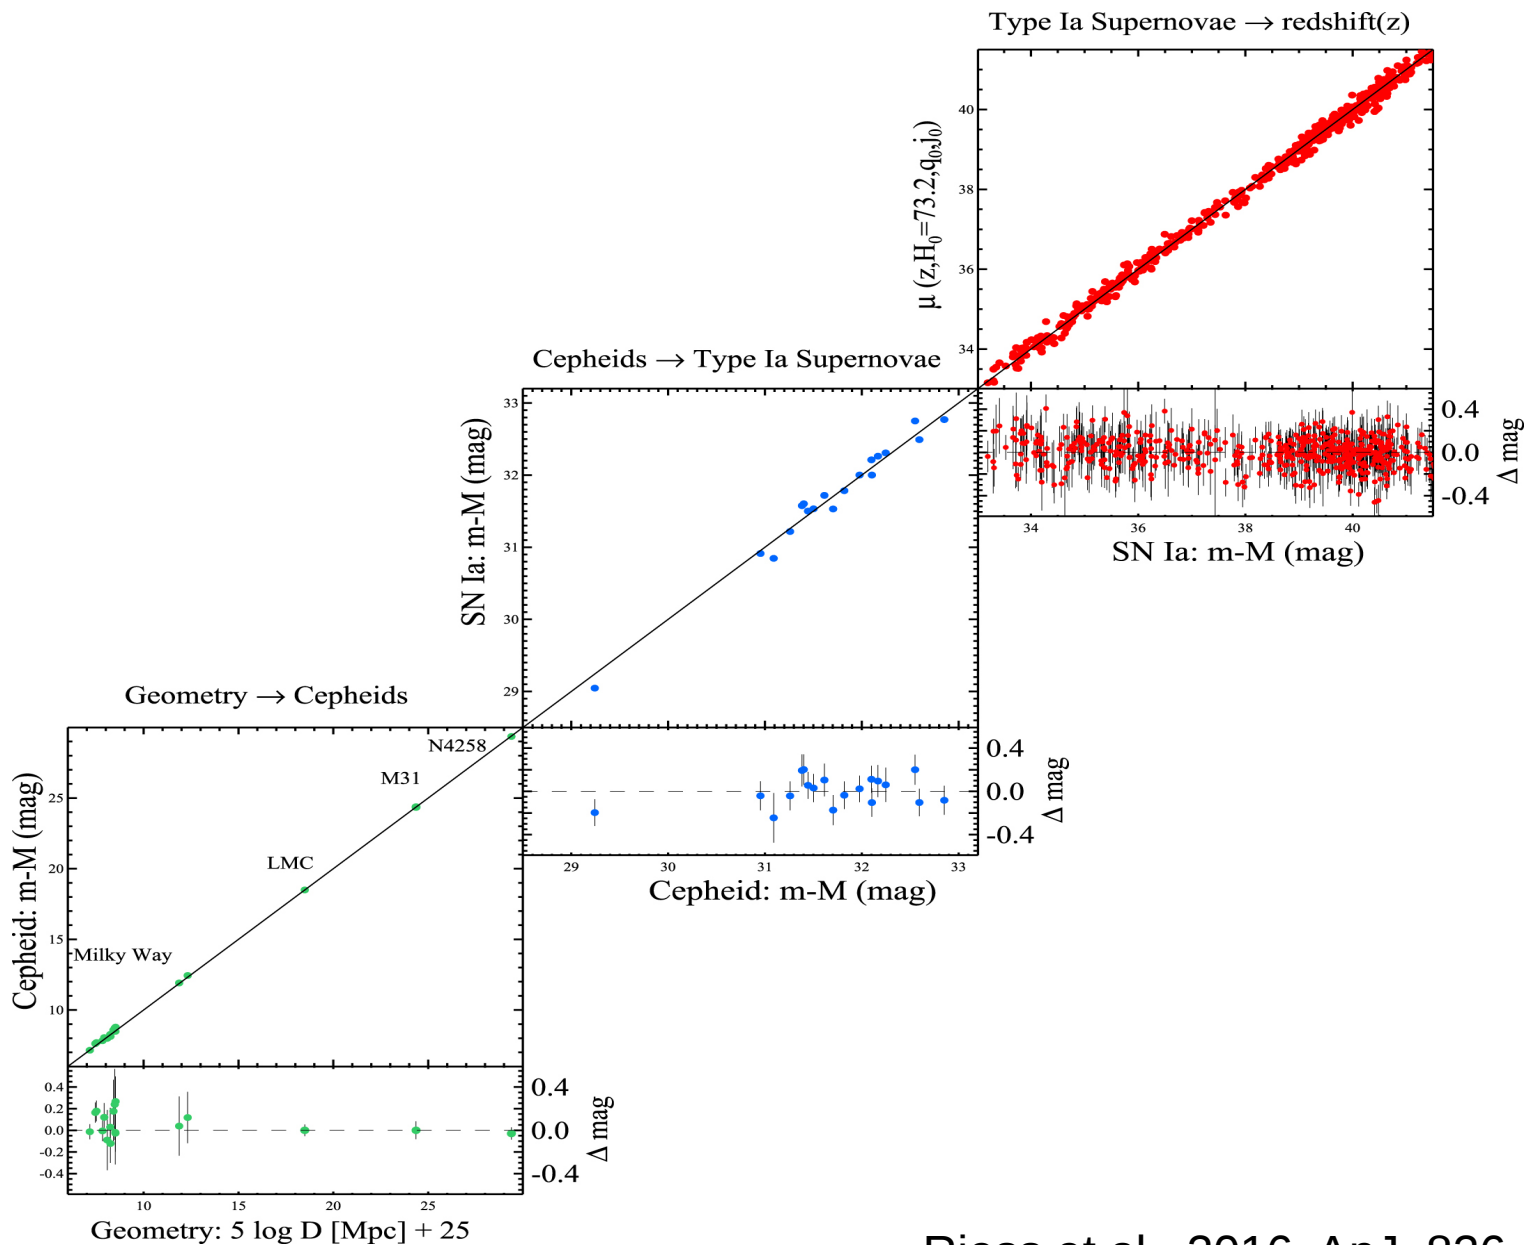 Type Ia Supernovae → redshift(z)
40
38
36
34
μ (z,H₀=73.2,q₀,j₀)
0.4
0.0
-0.4
Δ mag
34 36 38 40
SN Ia: m-M (mag)
Cepheids → Type Ia Supernovae
33
32
31
30
29
SN Ia: m-M (mag)
0.4
0.0
-0.4
Δ mag
29 30 31 32 33
Cepheid: m-M (mag)
Geometry → Cepheids
N4258
M31
LMC
Milky Way
25
20
15
10
Cepheid: m-M (mag)
0.4
0.2
0.0
-0.2
-0.4
0.4
0.0
-0.4
Δ mag
10 15 20 25
Geometry: 5 log D [Mpc] + 25